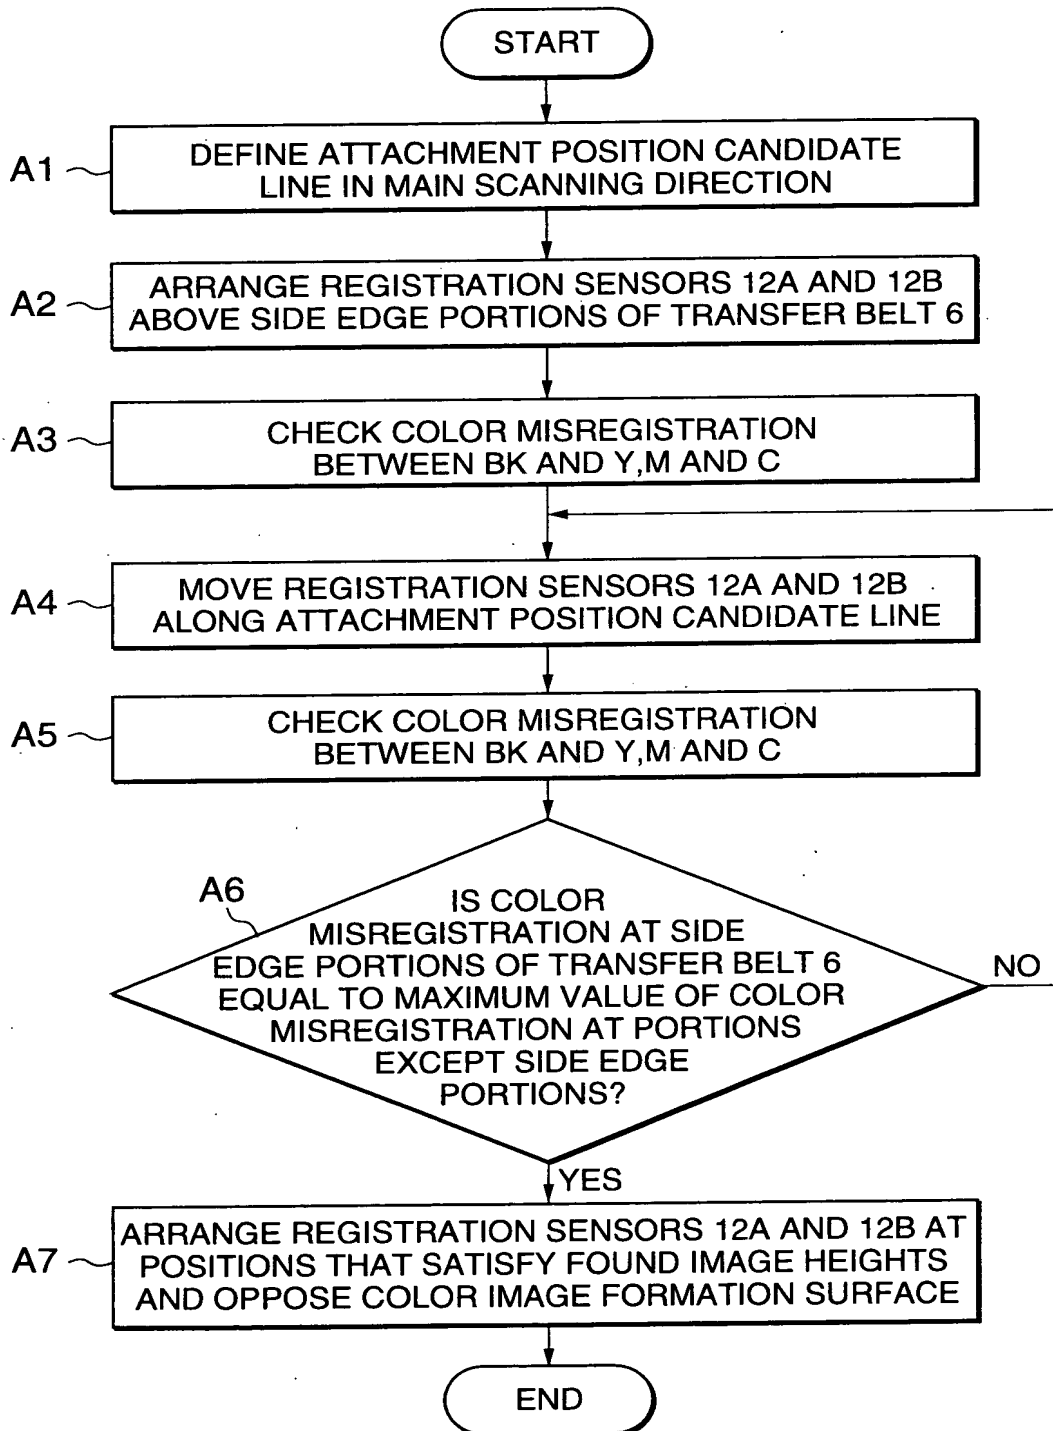 START
A1
DEFINE ATTACHMENT POSITION CANDIDATE
LINE IN MAIN SCANNING DIRECTION
A2
ARRANGE REGISTRATION SENSORS 12A AND 12B
ABOVE SIDE EDGE PORTIONS OF TRANSFER BELT 6
A3
CHECK COLOR MISREGISTRATION
BETWEEN BK AND Y,M AND C
A4
MOVE REGISTRATION SENSORS 12A AND 12B
ALONG ATTACHMENT POSITION CANDIDATE LINE
A5
CHECK COLOR MISREGISTRATION
BETWEEN BK AND Y,M AND C
A6
IS COLOR
MISREGISTRATION AT SIDE
EDGE PORTIONS OF TRANSFER BELT 6
EQUAL TO MAXIMUM VALUE OF COLOR
MISREGISTRATION AT PORTIONS
EXCEPT SIDE EDGE
PORTIONS?
NO
YES
A7
ARRANGE REGISTRATION SENSORS 12A AND 12B AT
POSITIONS THAT SATISFY FOUND IMAGE HEIGHTS
AND OPPOSE COLOR IMAGE FORMATION SURFACE
END